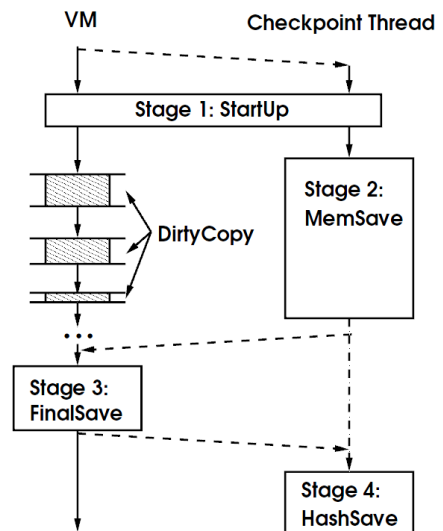 VM
Checkpoint Thread
Stage 1: StartUp
Stage 2:
MemSave
DirtyCopy
...
Stage 3:
FinalSave
Stage 4:
HashSave